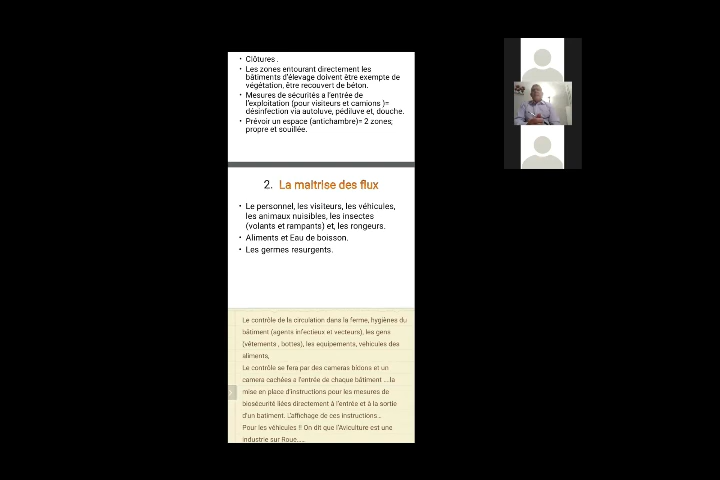 • Clôtures .
• Les zones entourant directement les
bâtiments d'élevage doivent être exempte de
végétation, être recouvert de béton.
• Mesures de sécurités a l'entrée de
l'exploitation (pour visiteurs et camions )=
désinfection via autoluve, pédiluve et, douche.
• Prévoir un espace (antichambre)= 2 zones;
propre et souillée.
2. La maitrise des flux
• Le personnel, les visiteurs, les véhicules,
les animaux nuisibles, les insectes
(volants et rampants) et, les rongeurs.
• Aliments et Eau de boisson.
• Les germes resurgents.
Le contrôle de la circulation dans la ferme, hygiènes du
bâtiment (agents infectieux et vecteurs), les gens
(vêtements , bottes), les equipements, vehicules des
aliments,
Le contrôle se fera par des cameras bidons et un
camera cachées a l'entrée de chaque bâtiment ....la
mise en place d'instructions pour les mesures de
biosécurité liées directement à l'entrée et à la sortie
d'un batiment. L'affichage de ces instructions...
Pour les véhicules !! On dit que l'Aviculture est une
industrie sur Roue.....